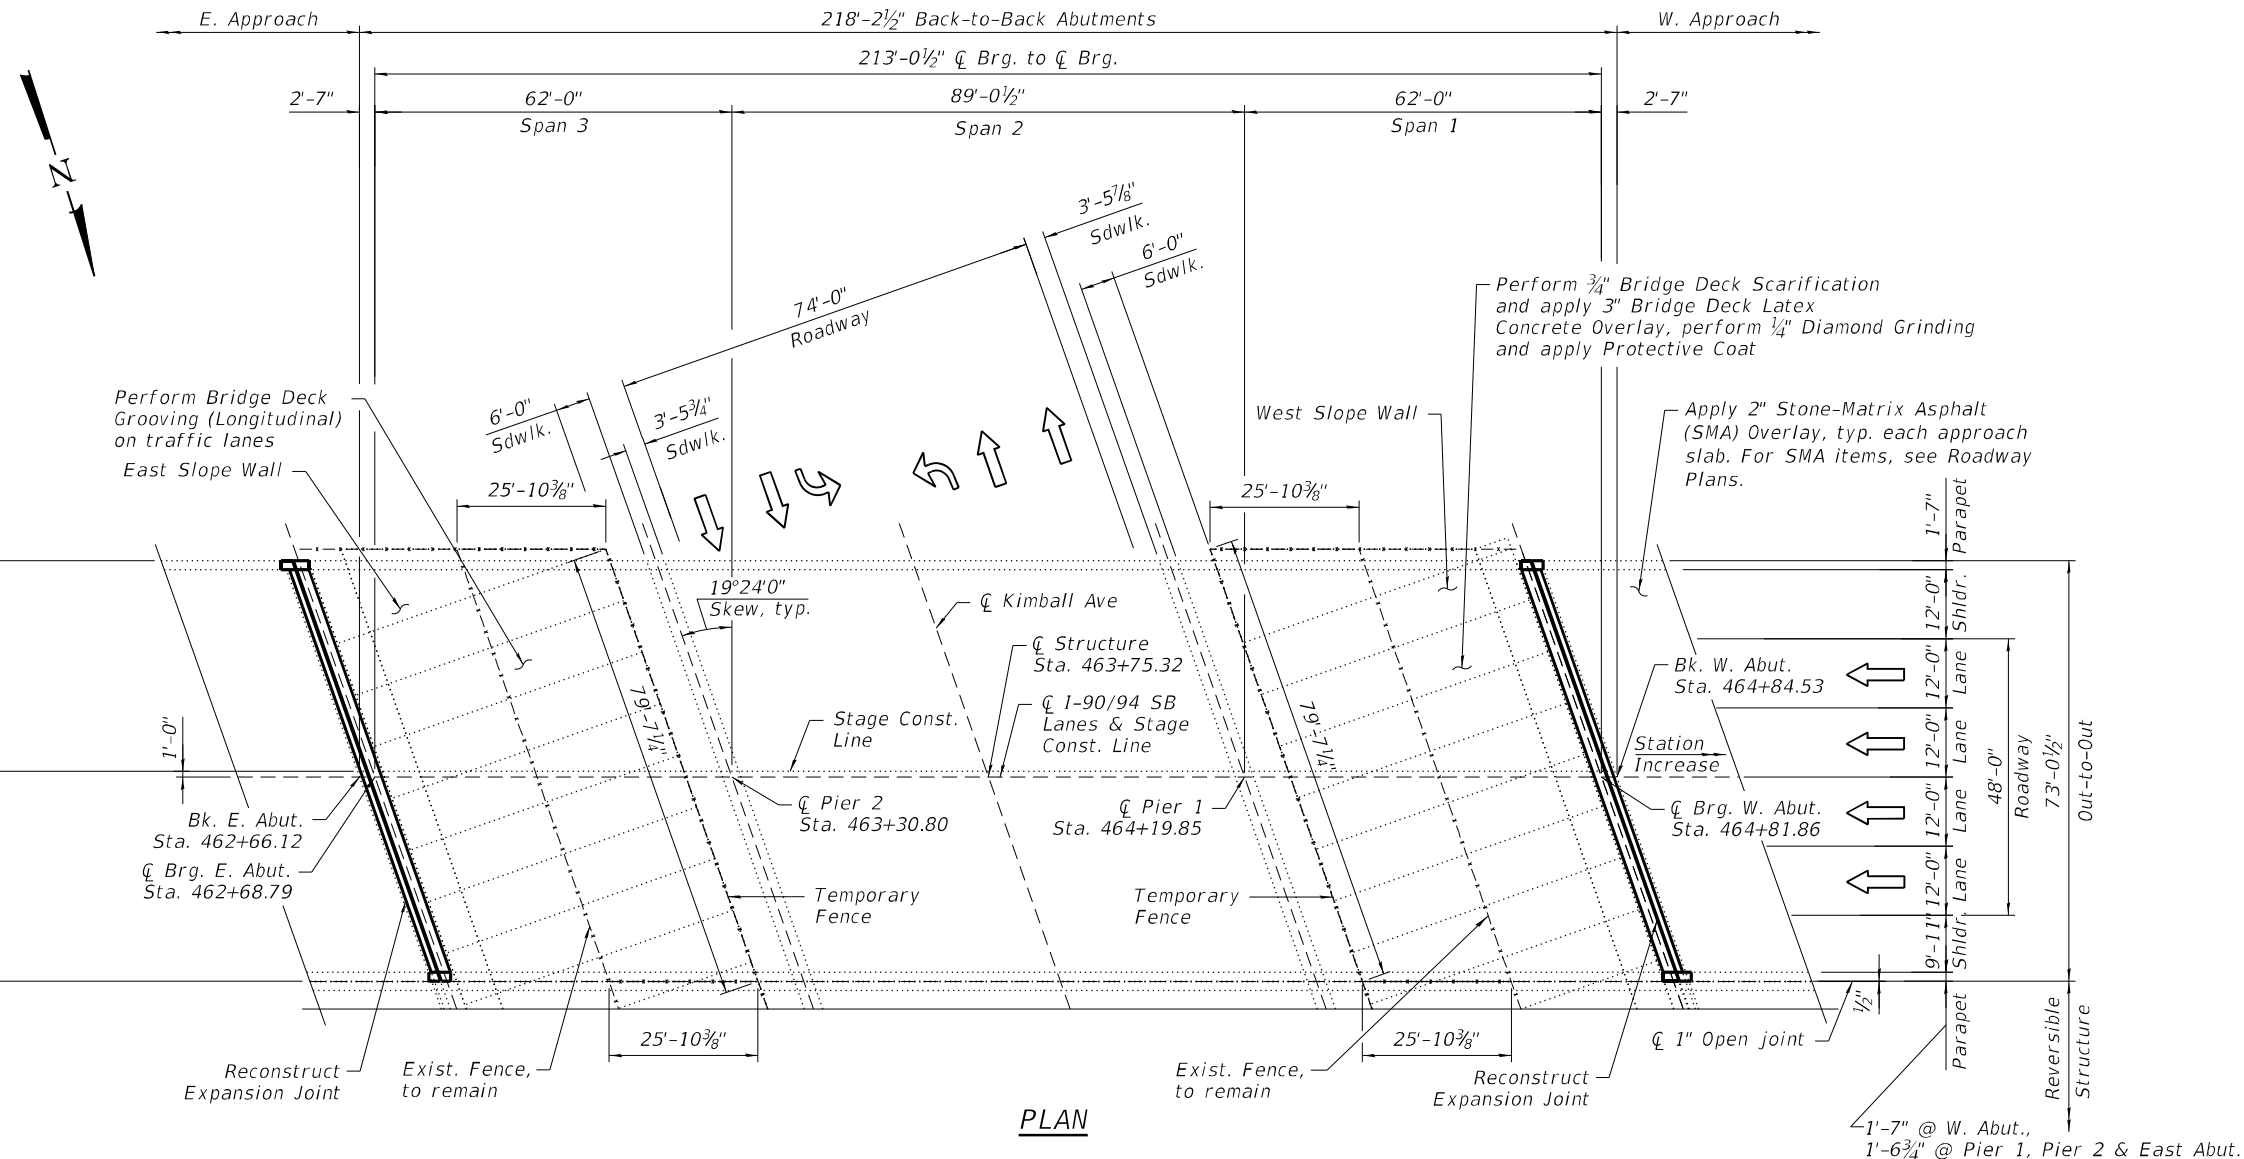 E. Approach
218'-2½" Back-to-Back Abutments
W. Approach
213'-0½" ℄ Brg. to ℄ Brg.
2'-7"
62'-0"
Span 3
89'-0½"
Span 2
62'-0"
Span 1
2'-7"
N
3'-5⅞"
Sdwlk.
6'-0"
Sdwlk.
74'-0"
Roadway
6'-0"
Sdwlk.
3'-5¾"
Sdwlk.
Perform ¾" Bridge Deck Scarification
and apply 3" Bridge Deck Latex
Concrete Overlay, perform ¼" Diamond Grinding
and apply Protective Coat
Perform Bridge Deck
Grooving (Longitudinal)
on traffic lanes
East Slope Wall
West Slope Wall
Apply 2" Stone-Matrix Asphalt
(SMA) Overlay, typ. each approach
slab. For SMA items, see Roadway
Plans.
25'-10⅜"
25'-10⅜"
19°24'0"
Skew, typ.
℄ Kimball Ave
℄ Structure
Sta. 463+75.32
℄ I-90/94 SB
Lanes & Stage
Const. Line
Stage Const.
Line
79'-7¼"
79'-7¼"
Bk. W. Abut.
Sta. 464+84.53
Station
Increase
℄ Brg. W. Abut.
Sta. 464+81.86
1'-0"
Bk. E. Abut.
Sta. 462+66.12
℄ Brg. E. Abut.
Sta. 462+68.79
℄ Pier 2
Sta. 463+30.80
℄ Pier 1
Sta. 464+19.85
Temporary
Fence
Temporary
Fence
1'-7"
Parapet
12'-0"
Shldr.
12'-0"
Lane
12'-0"
Lane
12'-0"
Lane
12'-0"
Lane
9'-11"
Shldr.
48'-0"
Roadway
73'-0½"
Out-to-Out
½"
Parapet
Reversible
Structure
25'-10⅜"
25'-10⅜"
℄ 1" Open joint
Reconstruct
Expansion Joint
Exist. Fence,
to remain
Exist. Fence,
to remain
Reconstruct
Expansion Joint
PLAN
1'-7" @ W. Abut.,
1'-6¾" @ Pier 1, Pier 2 & East Abut.